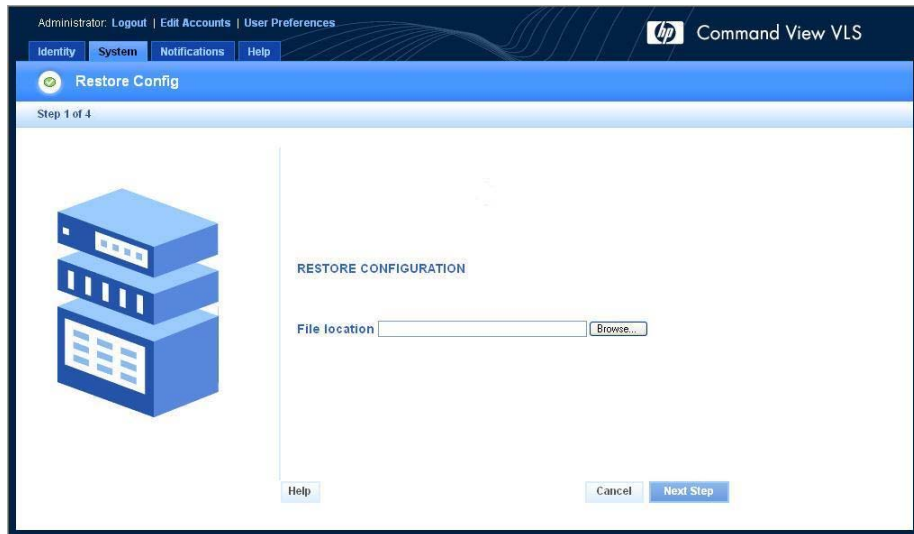 Administrator: Logout | Edit Accounts | User Preferences
hp Command View VLS
Identity System Notifications Help
Restore Config
Step 1 of 4
RESTORE CONFIGURATION
File location Browse...
Help Cancel Next Step